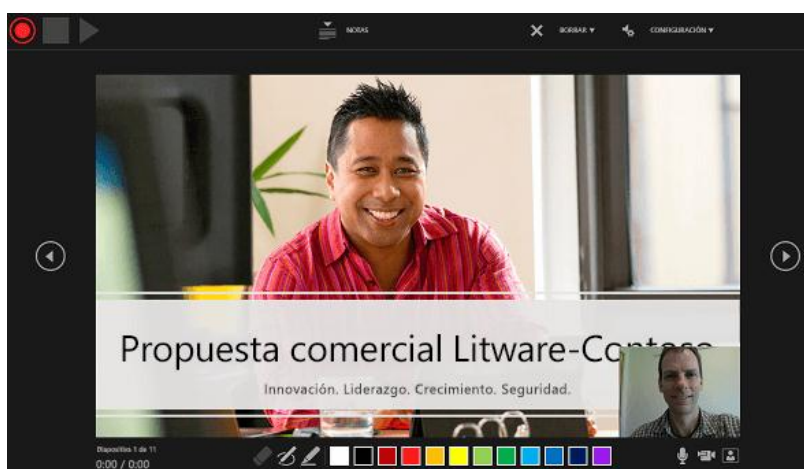 NOTAS
BORRAR
CONFIGURACIÓN
Propuesta comercial Litware-Contoso
Innovación. Liderazgo. Crecimiento. Seguridad.
Diapositiva 1 de 11
0:00 / 0:00